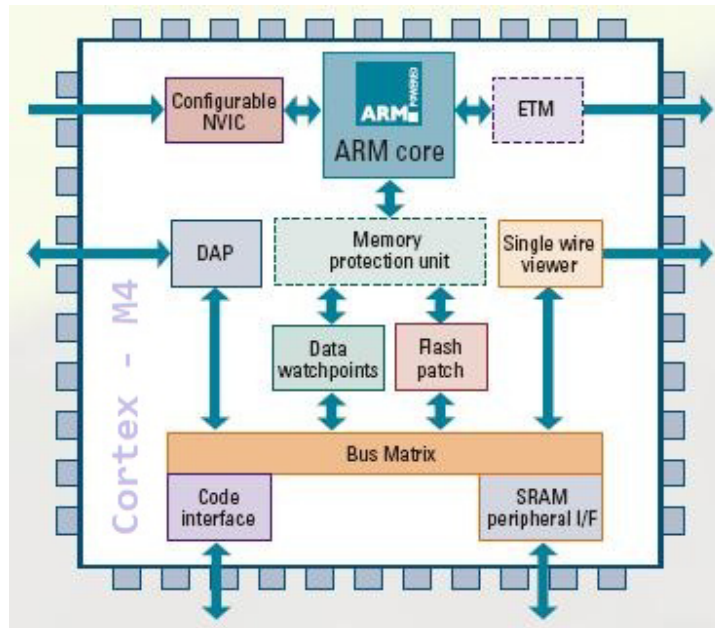 Configurable
NVIC
ARM
POWERED
ARM core
ETM
DAP
Memory
protection unit
Single wire
viewer
Data
watchpoints
Flash
patch
Cortex - M4
Bus Matrix
Code
interface
SRAM
peripheral I/F